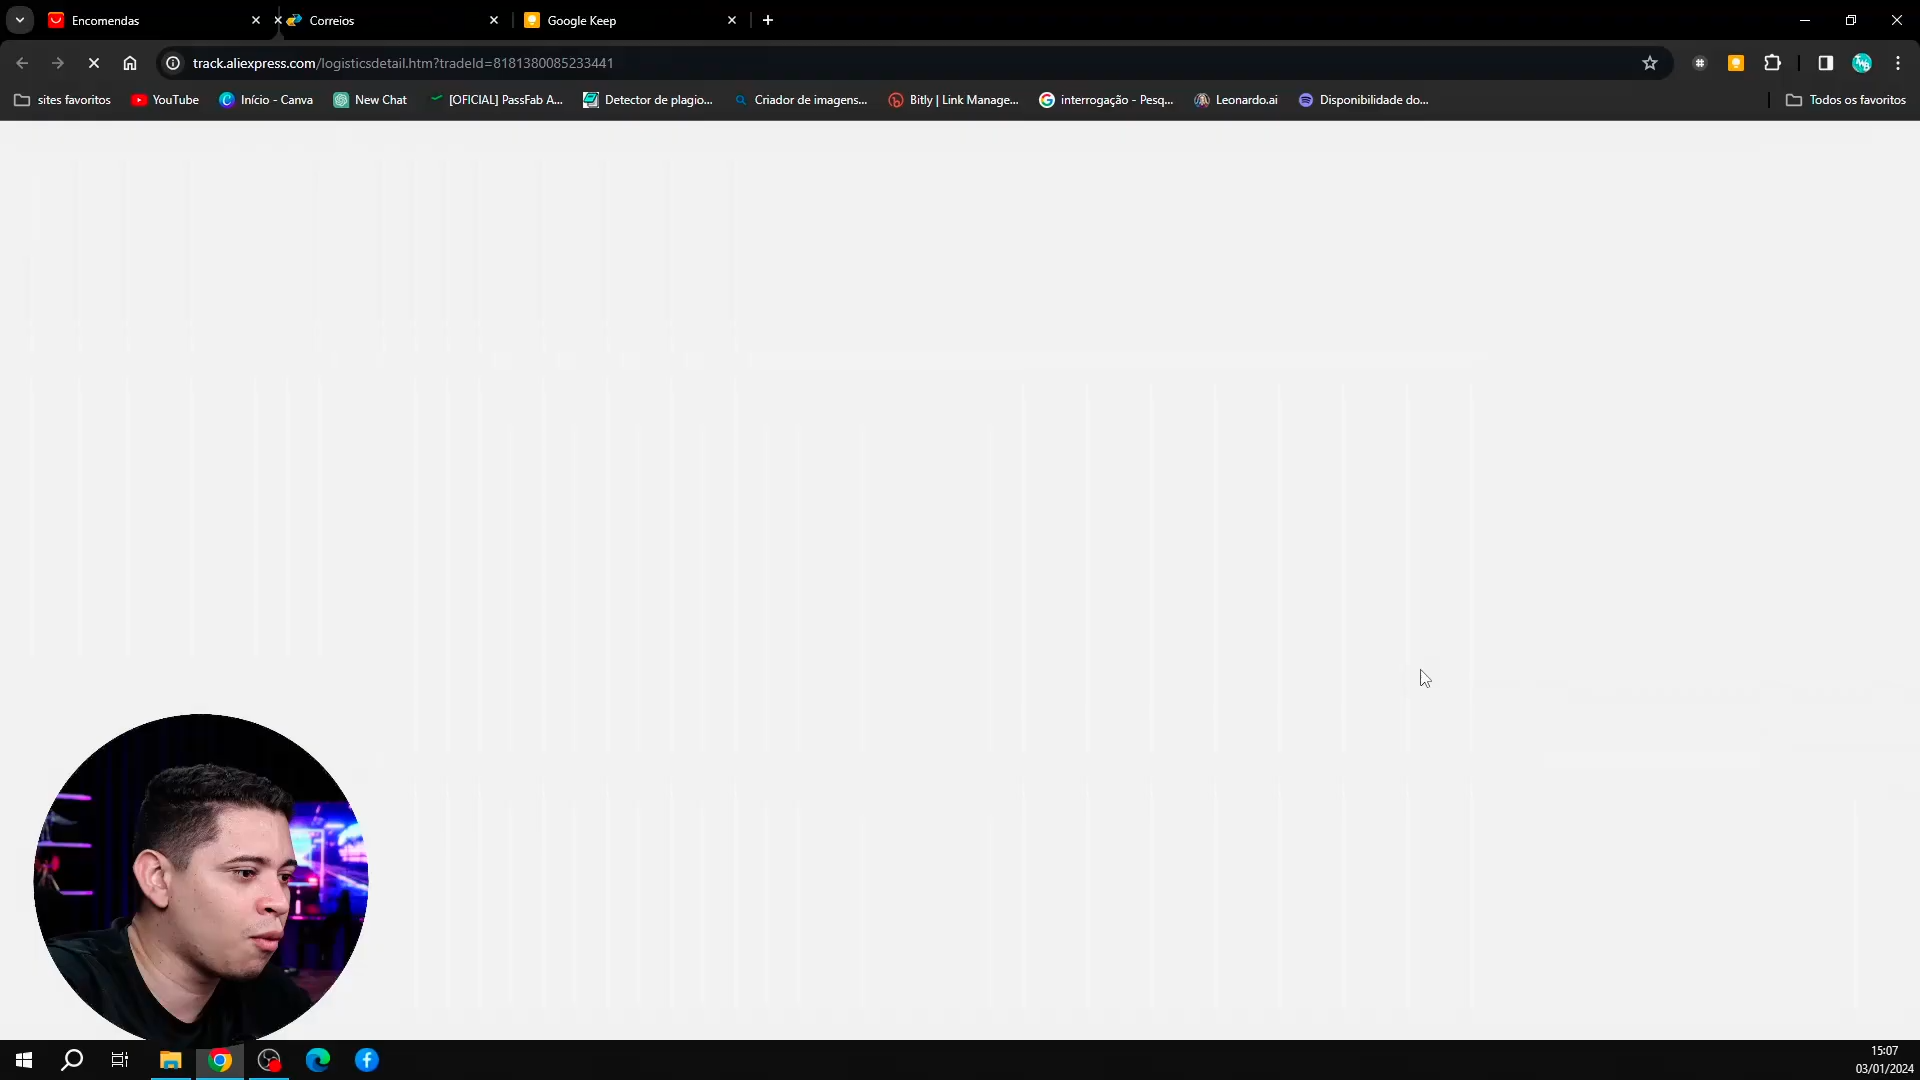 Encomendas
Correios
Google Keep
track.aliexpress.com/logisticsdetail.htm?tradeId=8181380085233441
sites favoritos
YouTube
Início - Canva
New Chat
[OFICIAL] PassFab A...
Detector de plagio...
Criador de imagens...
Bitly | Link Manage...
interrogação - Pesq...
Leonardo.ai
Disponibilidade do...
Todos os favoritos
15:07
03/01/2024